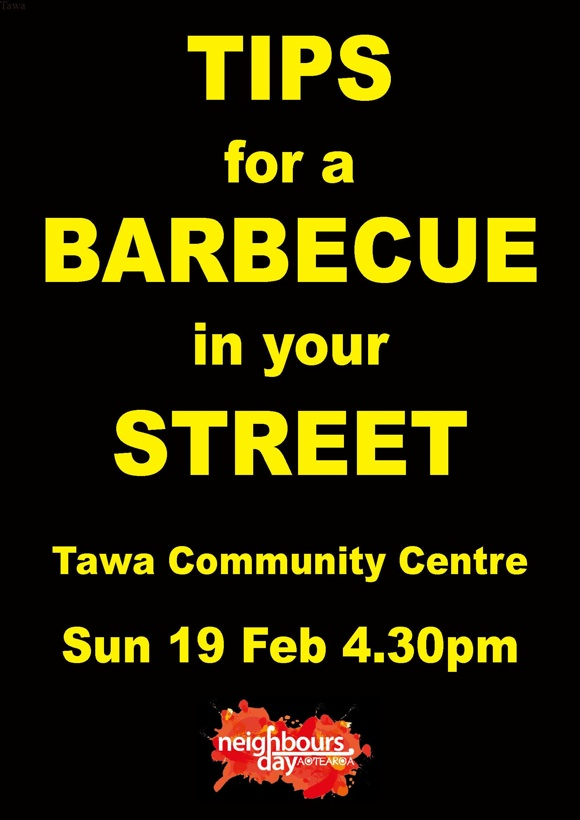 Tawa
TIPS
for a
BARBECUE
in your
STREET
Tawa Community Centre
Sun 19 Feb 4.30pm
neighbours
day AOTEAROA